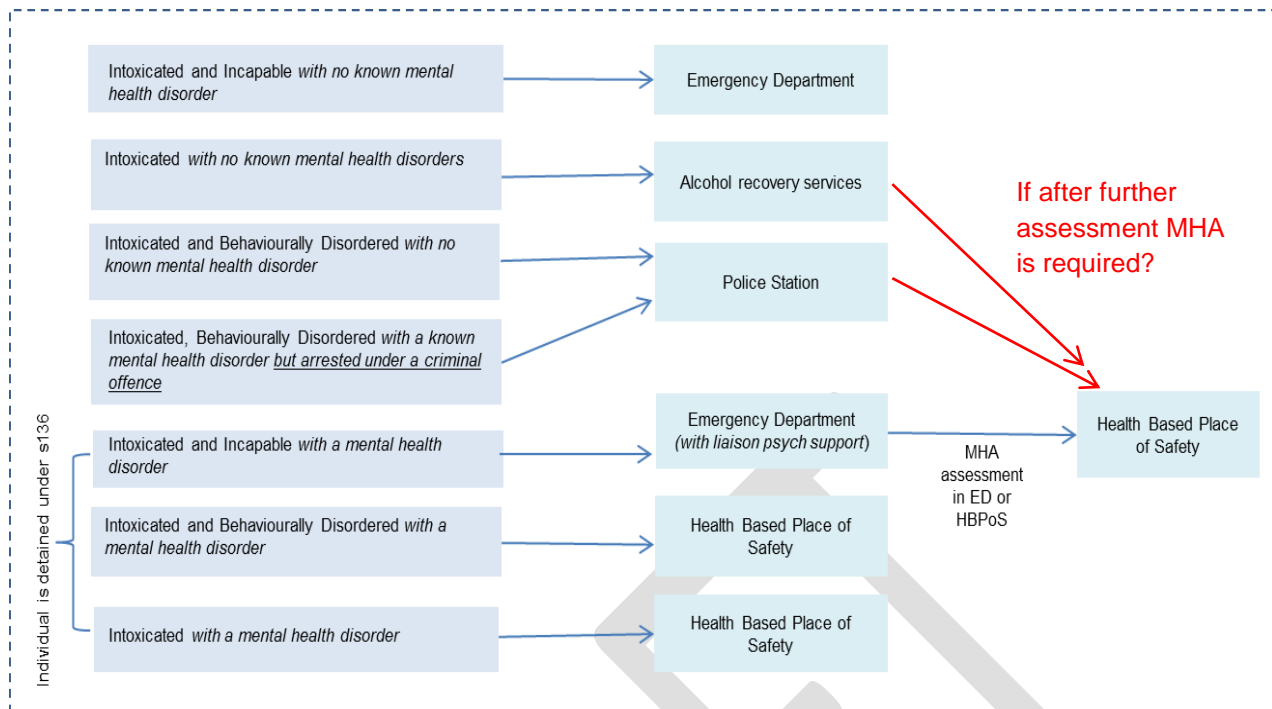 Intoxicated and Incapable with no known mental
health disorder
Emergency Department
Intoxicated with no known mental health disorders
Alcohol recovery services
If after further
assessment MHA
is required?
Intoxicated and Behaviourally Disordered with no
known mental health disorder
Police Station
Intoxicated, Behaviourally Disordered with a known
mental health disorder but arrested under a criminal
offence
Individual is detained under s136
Intoxicated and Incapable with a mental health
disorder
Emergency Department
(with liaison psych support)
MHA
assessment
in ED or
HBPoS
Health Based Place
of Safety
Intoxicated and Behaviourally Disordered with a
mental health disorder
Health Based Place of
Safety
Intoxicated with a mental health disorder
Health Based Place of
Safety